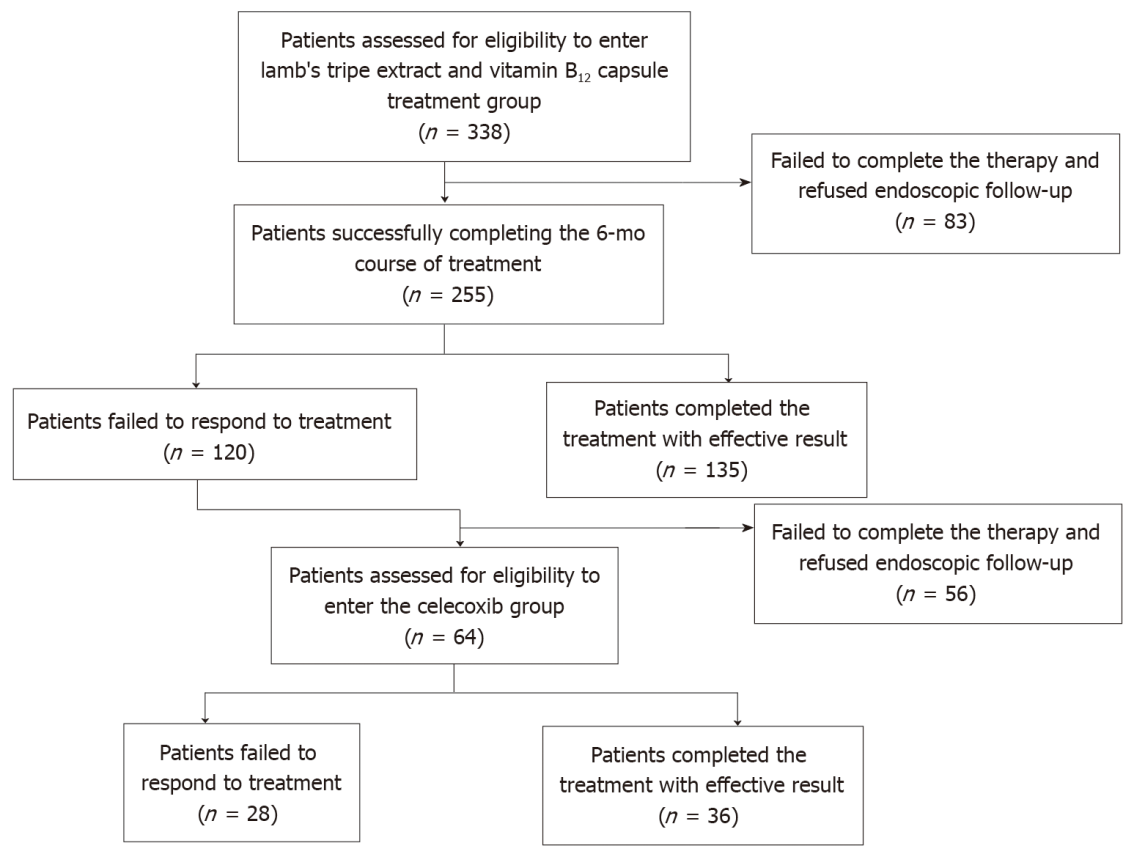 Patients assessed for eligibility to enter
lamb's tripe extract and vitamin B₁₂ capsule
treatment group
(n = 338)
Failed to complete the therapy and
refused endoscopic follow-up
(n = 83)
Patients successfully completing the 6-mo
course of treatment
(n = 255)
Patients failed to respond to treatment
(n = 120)
Patients completed the
treatment with effective result
(n = 135)
Failed to complete the therapy and
refused endoscopic follow-up
(n = 56)
Patients assessed for eligibility to
enter the celecoxib group
(n = 64)
Patients failed to
respond to treatment
(n = 28)
Patients completed the
treatment with effective result
(n = 36)